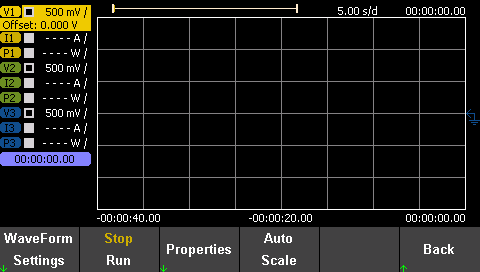 V1 500 mV/ 5.00 s/d 00:00:00.00
Offset: 0.000 V
I1 ---- A /
P1 ---- W /
V2 500 mV /
I2 ---- A /
P2 ---- W /
V3 500 mV /
I3 ---- A /
P3 ---- W /
00:00:00.00
-00:00:40.00 -00:00:20.00 00:00:00.00
WaveForm Settings
Stop Run
Properties
Auto Scale
Back